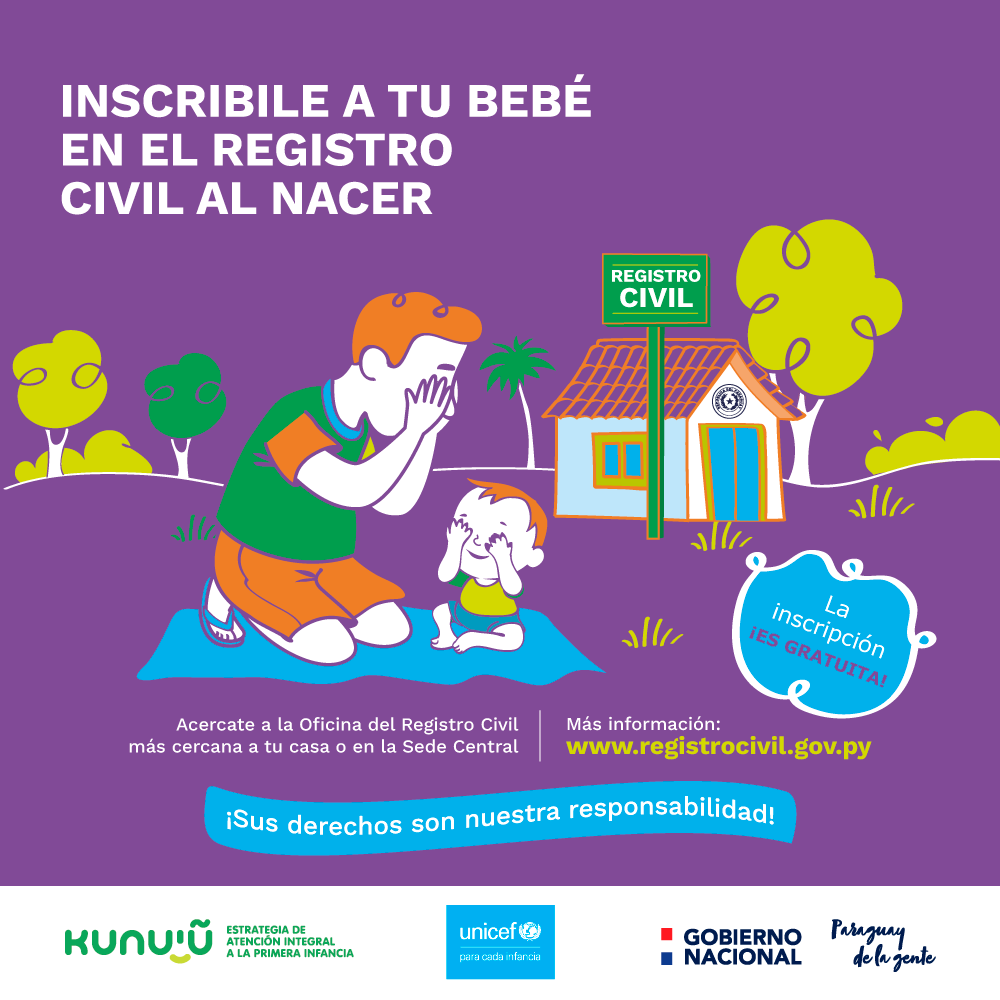 INSCRIBILE A TU BEBÉ
EN EL REGISTRO
CIVIL AL NACER
REGISTRO
CIVIL
La
inscripción
¡ES GRATUITA!
Acercate a la Oficina del Registro Civil
más cercana a tu casa o en la Sede Central
Más información:
www.registrocivil.gov.py
¡Sus derechos son nuestra responsabilidad!
KUNU'Ũ
ESTRATEGIA DE
ATENCIÓN INTEGRAL
A LA PRIMERA INFANCIA
unicef
para cada infancia
GOBIERNO
NACIONAL
Paraguay
de la gente